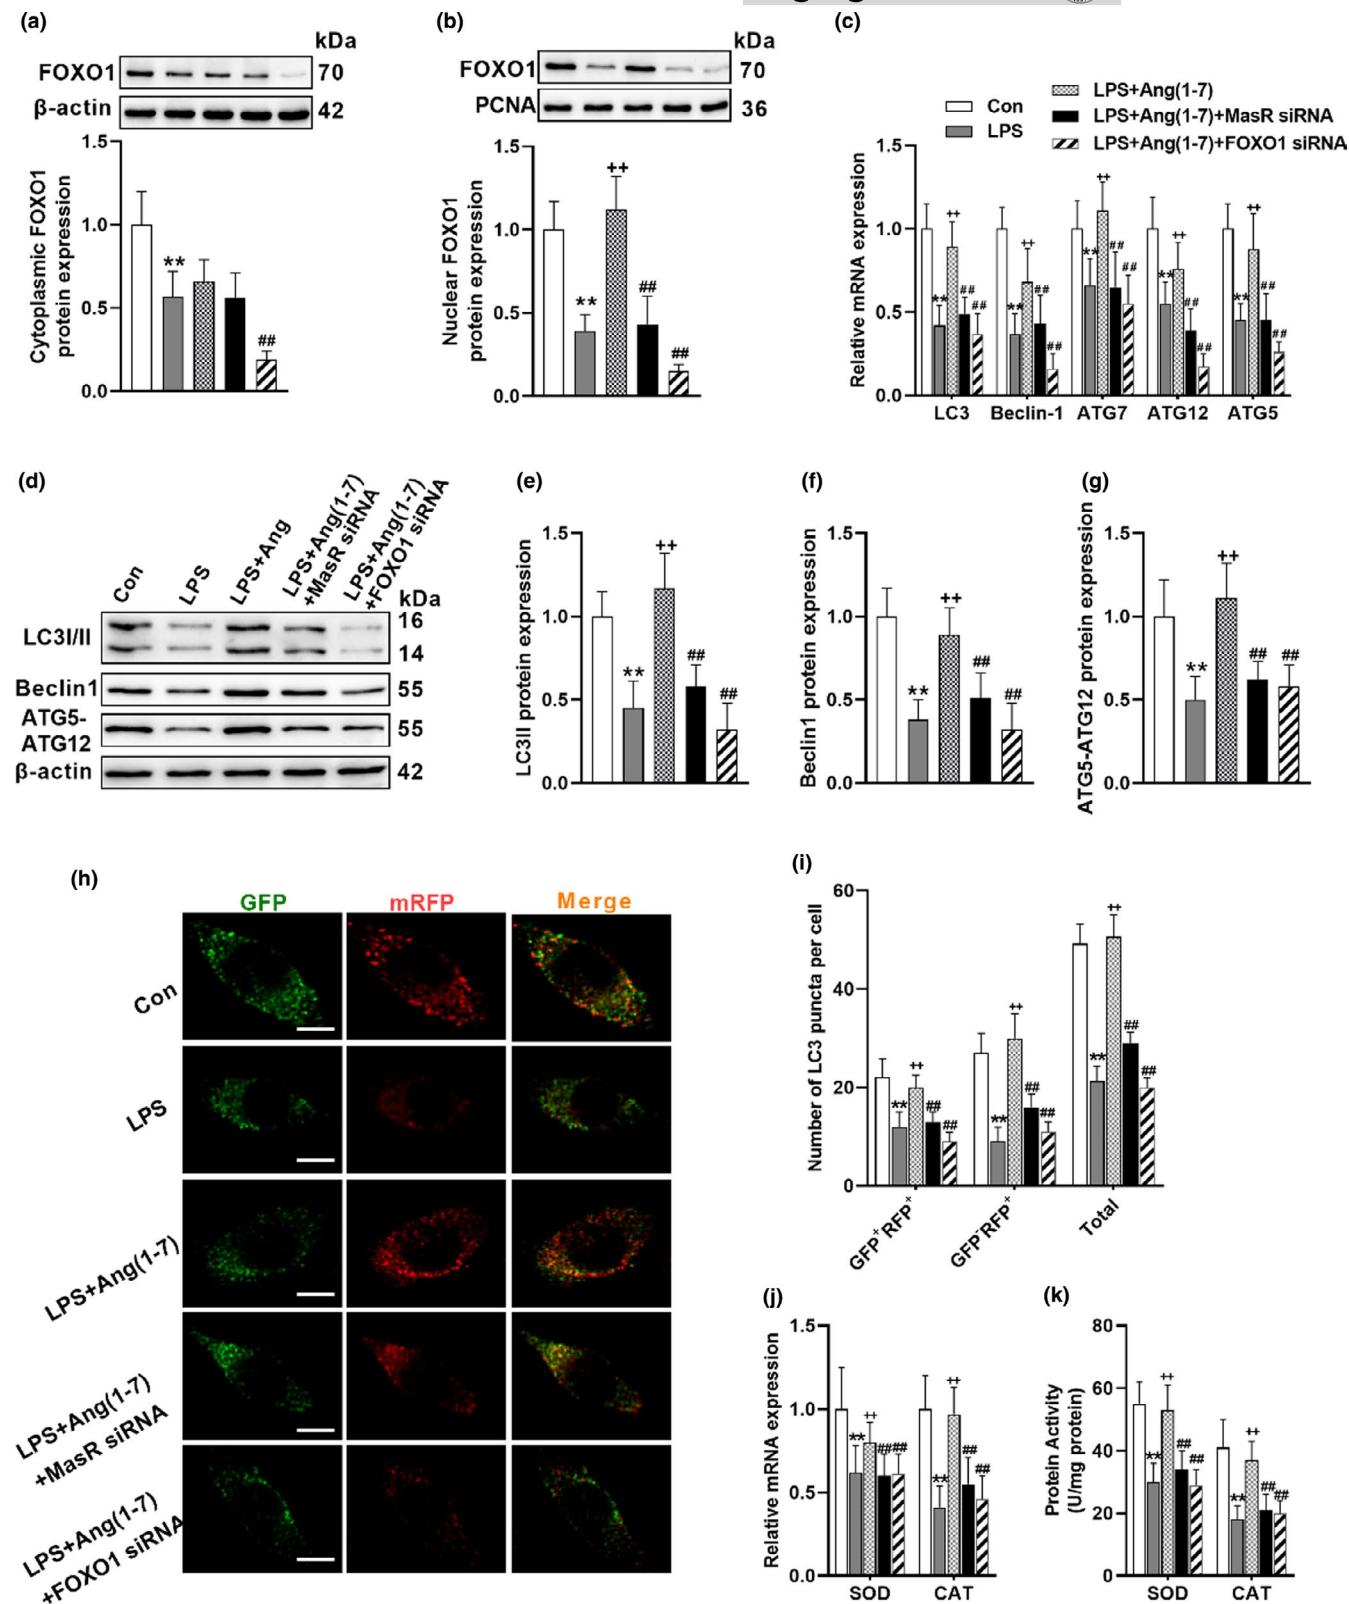 (a)
kDa
FOXO1
70
β-actin
42
1.5
1.0
0.5
0.0
Cytoplasmic FOXO1
protein expression
**
##
(b)
kDa
FOXO1
70
PCNA
36
1.5
1.0
0.5
0.0
Nuclear FOXO1
protein expression
**
++
##
##
(c)
Con
LPS
LPS+Ang(1-7)
LPS+Ang(1-7)+MasR siRNA
LPS+Ang(1-7)+FOXO1 siRNA
Relative mRNA expression
1.5
1.0
0.5
0.0
** ++ ## ##
** ++ ## ##
** ++ ## ##
** ++ ## ##
** ++ ## ##
LC3 Beclin-1 ATG7 ATG12 ATG5
(d)
Con
LPS
LPS+Ang
LPS+Ang(1-7)
+MasR siRNA
LPS+Ang(1-7)
+FOXO1 siRNA
kDa
LC3I/II
16
14
Beclin1
55
ATG5-
ATG12
55
β-actin
42
(e)
LC3II protein expression
1.5
1.0
0.5
0.0
**
++
##
##
(f)
Beclin1 protein expression
1.5
1.0
0.5
0.0
**
++
##
##
(g)
ATG5-ATG12 protein expression
1.5
1.0
0.5
0.0
**
++
##
##
(h)
GFP mRFP Merge
Con
LPS
LPS+Ang(1-7)
LPS+Ang(1-7)
+MasR siRNA
LPS+Ang(1-7)
+FOXO1 siRNA
(i)
Number of LC3 puncta per cell
60
40
20
0
** ++ ## ##
** ++ ## ##
** ++ ## ##
GFP⁺RFP⁺
GFP⁻RFP⁺
Total
(j)
Relative mRNA expression
1.5
1.0
0.5
0.0
** ++ ## ##
** ++ ## ##
SOD CAT
(k)
Protein Activity
(U/mg protein)
80
60
40
20
0
** ++ ## ##
** ++ ## ##
SOD CAT